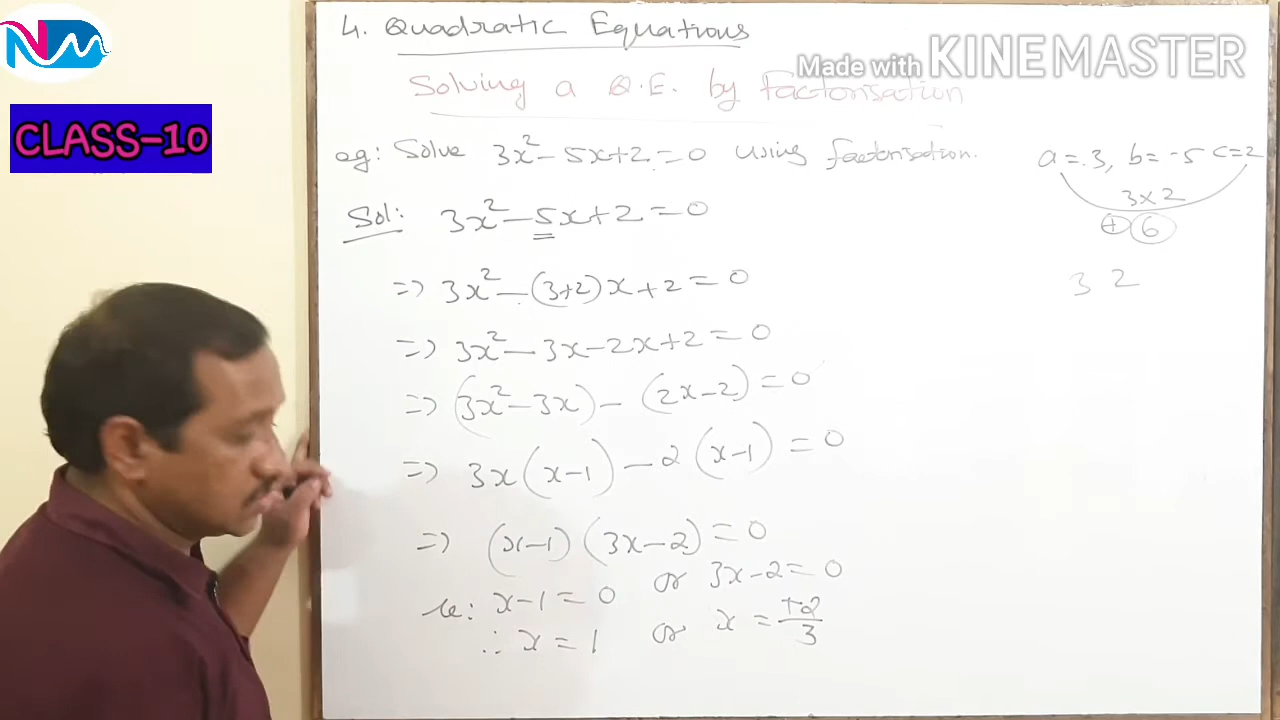 NM
CLASS-10
Made with KINEMASTER
4. Quadratic Equations
Solving a Q.E. by Factorisation
eg: Solve 3x² - 5x + 2 = 0 using factorisation.
a = 3, b = -5 c = 2
3 × 2
+ 6
3 2
Sol: 3x² - 5x + 2 = 0
=> 3x² - (3+2)x + 2 = 0
=> 3x² - 3x - 2x + 2 = 0
=> (3x² - 3x) - (2x - 2) = 0
=> 3x(x-1) - 2(x-1) = 0
=> (x-1)(3x-2) = 0
ie: x-1 = 0 or 3x-2 = 0
∴ x = 1 or x = +2/3